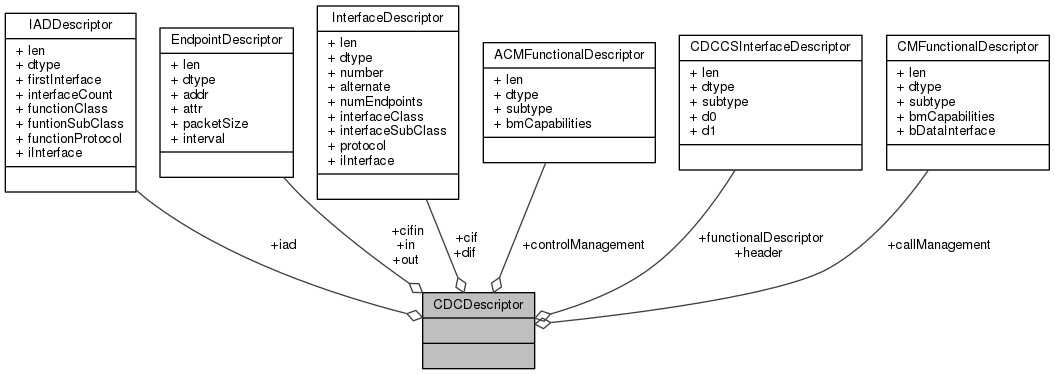 IADDescriptor
+ len
+ dtype
+ firstInterface
+ interfaceCount
+ functionClass
+ funtionSubClass
+ functionProtocol
+ iInterface
EndpointDescriptor
+ len
+ dtype
+ addr
+ attr
+ packetSize
+ interval
InterfaceDescriptor
+ len
+ dtype
+ number
+ alternate
+ numEndpoints
+ interfaceClass
+ interfaceSubClass
+ protocol
+ iInterface
ACMFunctionalDescriptor
+ len
+ dtype
+ subtype
+ bmCapabilities
CDCCSInterfaceDescriptor
+ len
+ dtype
+ subtype
+ d0
+ d1
CMFunctionalDescriptor
+ len
+ dtype
+ subtype
+ bmCapabilities
+ bDataInterface
+iad
+cifin
+in
+out
+cif
+dif
+controlManagement
+functionalDescriptor
+header
+callManagement
CDCDescriptor